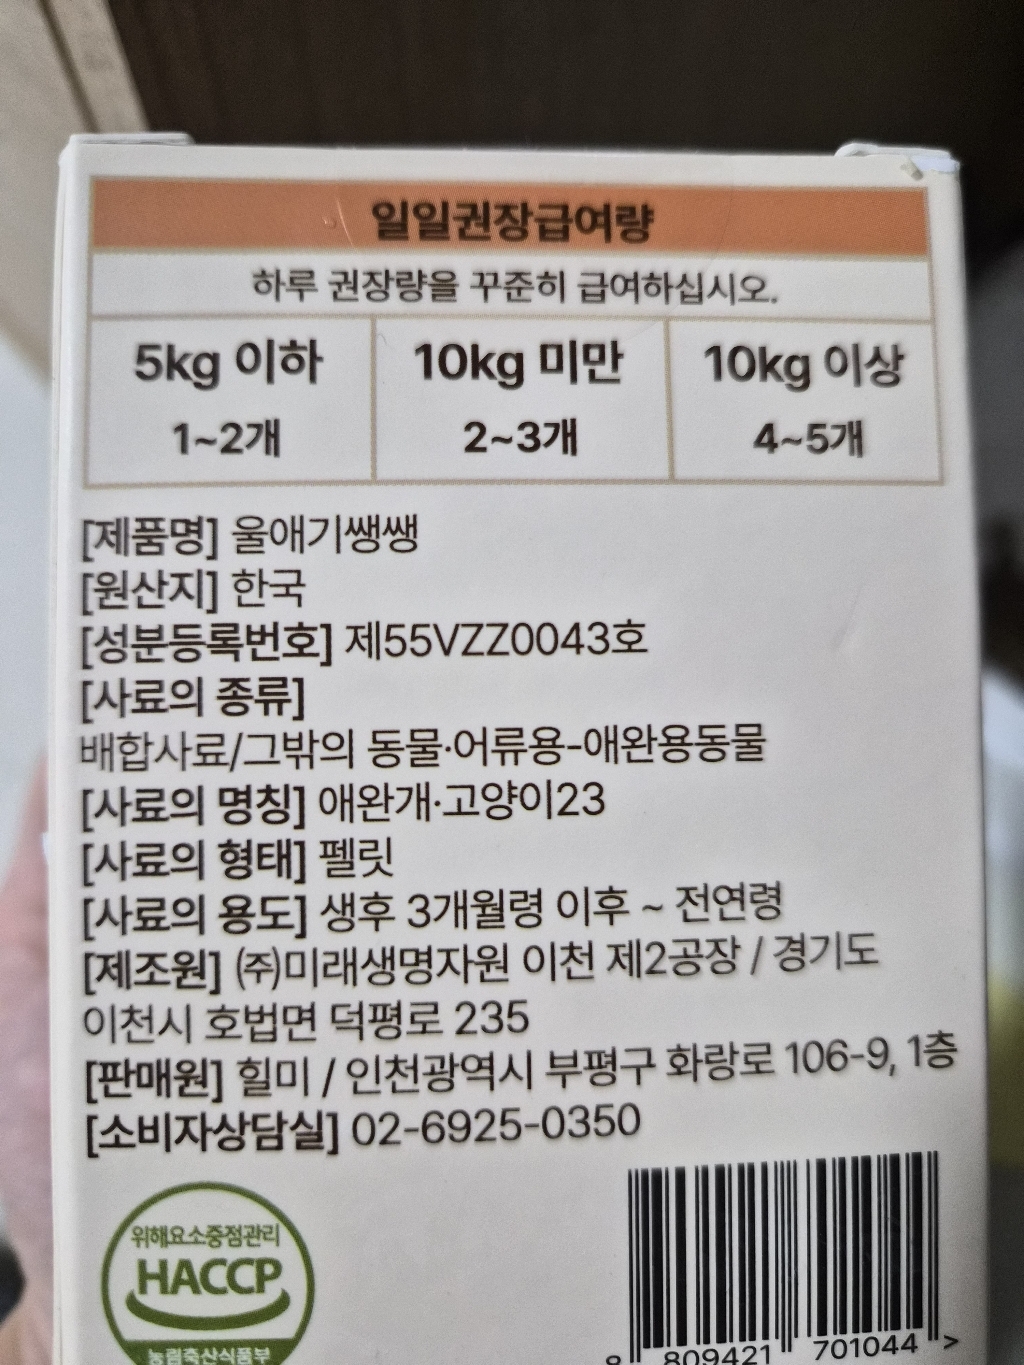 일일권장급여량
하루 권장량을 꾸준히 급여하십시오.
5kg 이하 10kg 미만 10kg 이상
1~2개 2~3개 4~5개
[제품명] 울애기쌩쌩
[원산지] 한국
[성분등록번호] 제55VZZ0043호
[사료의 종류]
배합사료/그밖의 동물·어류용-애완용동물
[사료의 명칭] 애완개·고양이23
[사료의 형태] 펠릿
[사료의 용도] 생후 3개월령 이후 ~ 전연령
[제조원] ㈜미래생명자원 이천 제2공장 / 경기도
이천시 호법면 덕평로 235
[판매원] 힐미 / 인천광역시 부평구 화랑로 106-9, 1층
[소비자상담실] 02-6925-0350
위해요소중점관리
HACCP
농림축산식품부
8 809421 701044 >